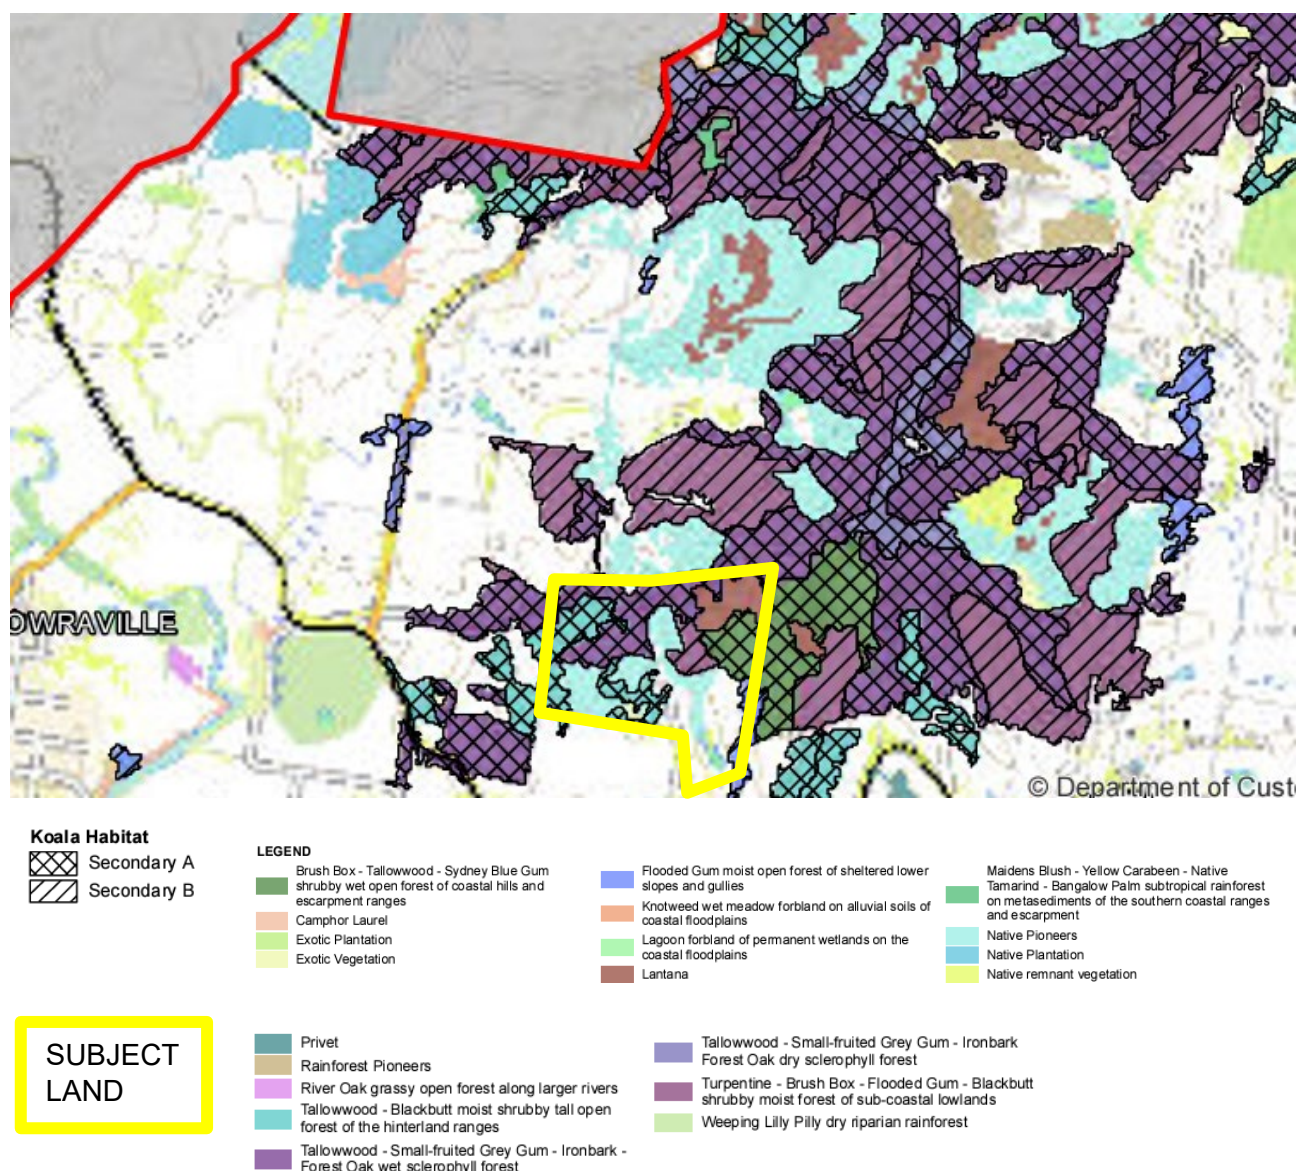 OWRAVILLE
© Department of Custo
Koala Habitat
Secondary A
Secondary B
LEGEND
Brush Box - Tallowwood - Sydney Blue Gum
shrubby wet open forest of coastal hills and
escarpment ranges
Camphor Laurel
Exotic Plantation
Exotic Vegetation
Flooded Gum moist open forest of sheltered lower
slopes and gullies
Knotweed wet meadow forbland on alluvial soils of
coastal floodplains
Lagoon forbland of permanent wetlands on the
coastal floodplains
Lantana
Maidens Blush - Yellow Carabeen - Native
Tamarind - Bangalow Palm subtropical rainforest
on metasediments of the southern coastal ranges
and escarpment
Native Pioneers
Native Plantation
Native remnant vegetation
SUBJECT
LAND
Privet
Rainforest Pioneers
River Oak grassy open forest along larger rivers
Tallowwood - Blackbutt moist shrubby tall open
forest of the hinterland ranges
Tallowwood - Small-fruited Grey Gum - Ironbark -
Forest Oak wet sclerophyll forest
Tallowwood - Small-fruited Grey Gum - Ironbark
Forest Oak dry sclerophyll forest
Turpentine - Brush Box - Flooded Gum - Blackbutt
shrubby moist forest of sub-coastal lowlands
Weeping Lilly Pilly dry riparian rainforest